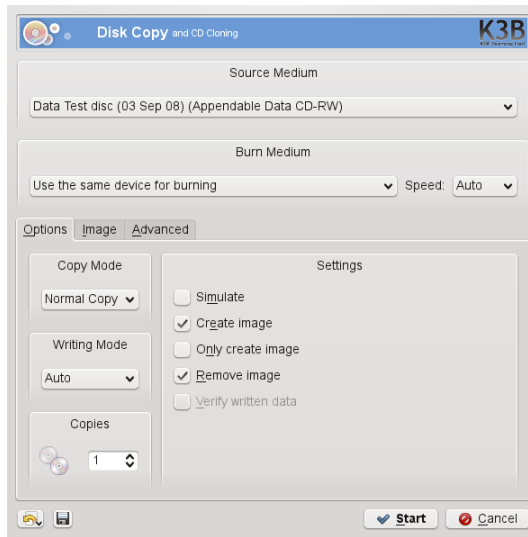 Disk Copy and CD Cloning
K3B
Source Medium
Data Test disc (03 Sep 08) (Appendable Data CD-RW)
Burn Medium
Use the same device for burning Speed: Auto
Options Image Advanced
Copy Mode
Normal Copy
Writing Mode
Auto
Copies
1
Settings
Simulate
Create image
Only create image
Remove image
Verify written data
Start Cancel